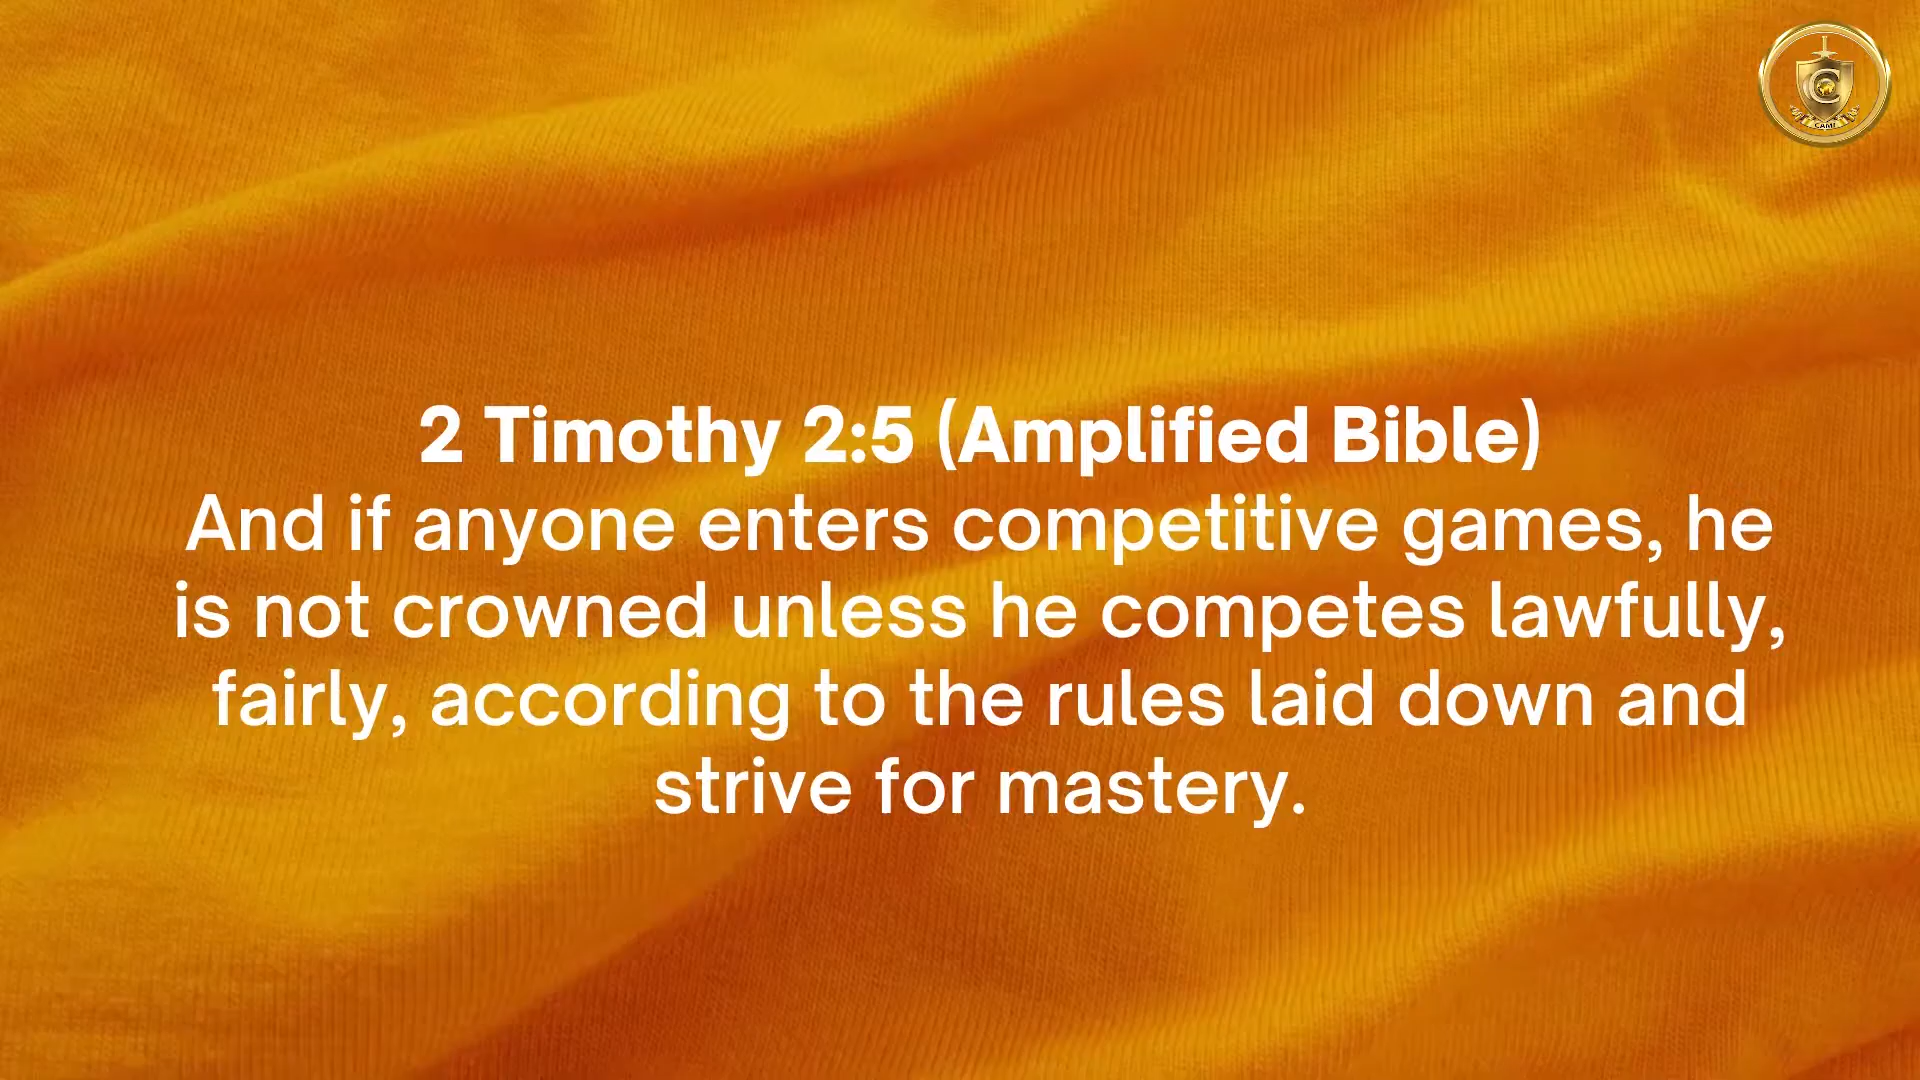 CAMI
2 Timothy 2:5 (Amplified Bible)
And if anyone enters competitive games, he
is not crowned unless he competes lawfully,
fairly, according to the rules laid down and
strive for mastery.